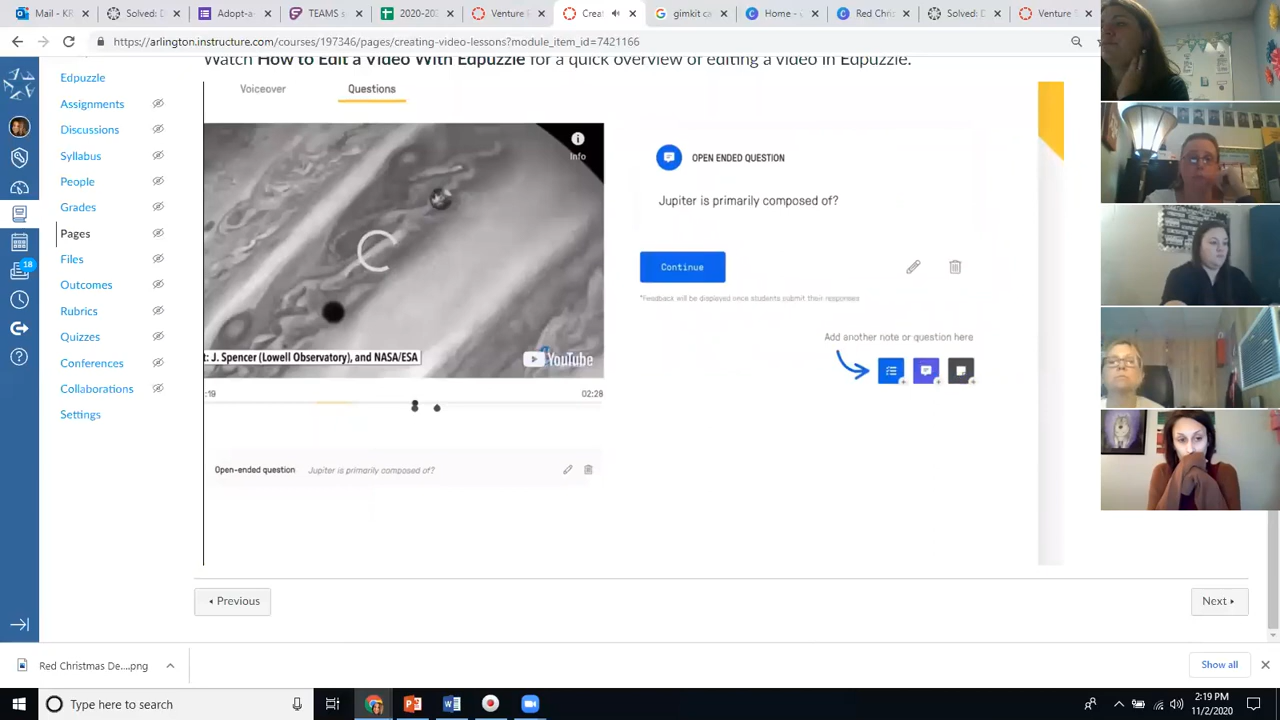 Mail - KR
Solved: D
Adopt-a-
TEAMS s
2020-202
Venture
Crea
gimkit ca
Home -
Red Chris
Solved: D
Venture
https://arlington.instructure.com/courses/197346/pages/creating-video-lessons?module_item_id=7421166
Watch How to Edit a Video With Edpuzzle for a quick overview of editing a video in Edpuzzle.
Edpuzzle
Assignments
Discussions
Syllabus
People
Grades
Pages
Files
Outcomes
Rubrics
Quizzes
Conferences
Collaborations
Settings
18
Voiceover
Questions
Info
t: J. Spencer (Lowell Observatory), and NASA/ESA
YouTube
:19
02:28
Open-ended question Jupiter is primarily composed of?
OPEN ENDED QUESTION
Jupiter is primarily composed of?
Continue
*Feedback will be displayed once students submit their responses
Add another note or question here
Previous
Next
Red Christmas De....png
Show all
Type here to search
2:19 PM
11/2/2020